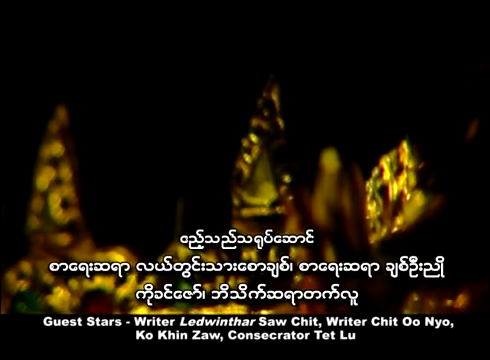 ဧည့်သည်သရုပ်ဆောင်
စာရေးဆရာ လယ်တွင်းသားစောချစ်၊ စာရေးဆရာ ချစ်ဦးညို
ကိုခင်ဇော်၊ ဘိသိက်ဆရာတက်လူ
Guest Stars - Writer Ledwinthar Saw Chit, Writer Chit Oo Nyo,
Ko Khin Zaw, Consecrator Tet Lu